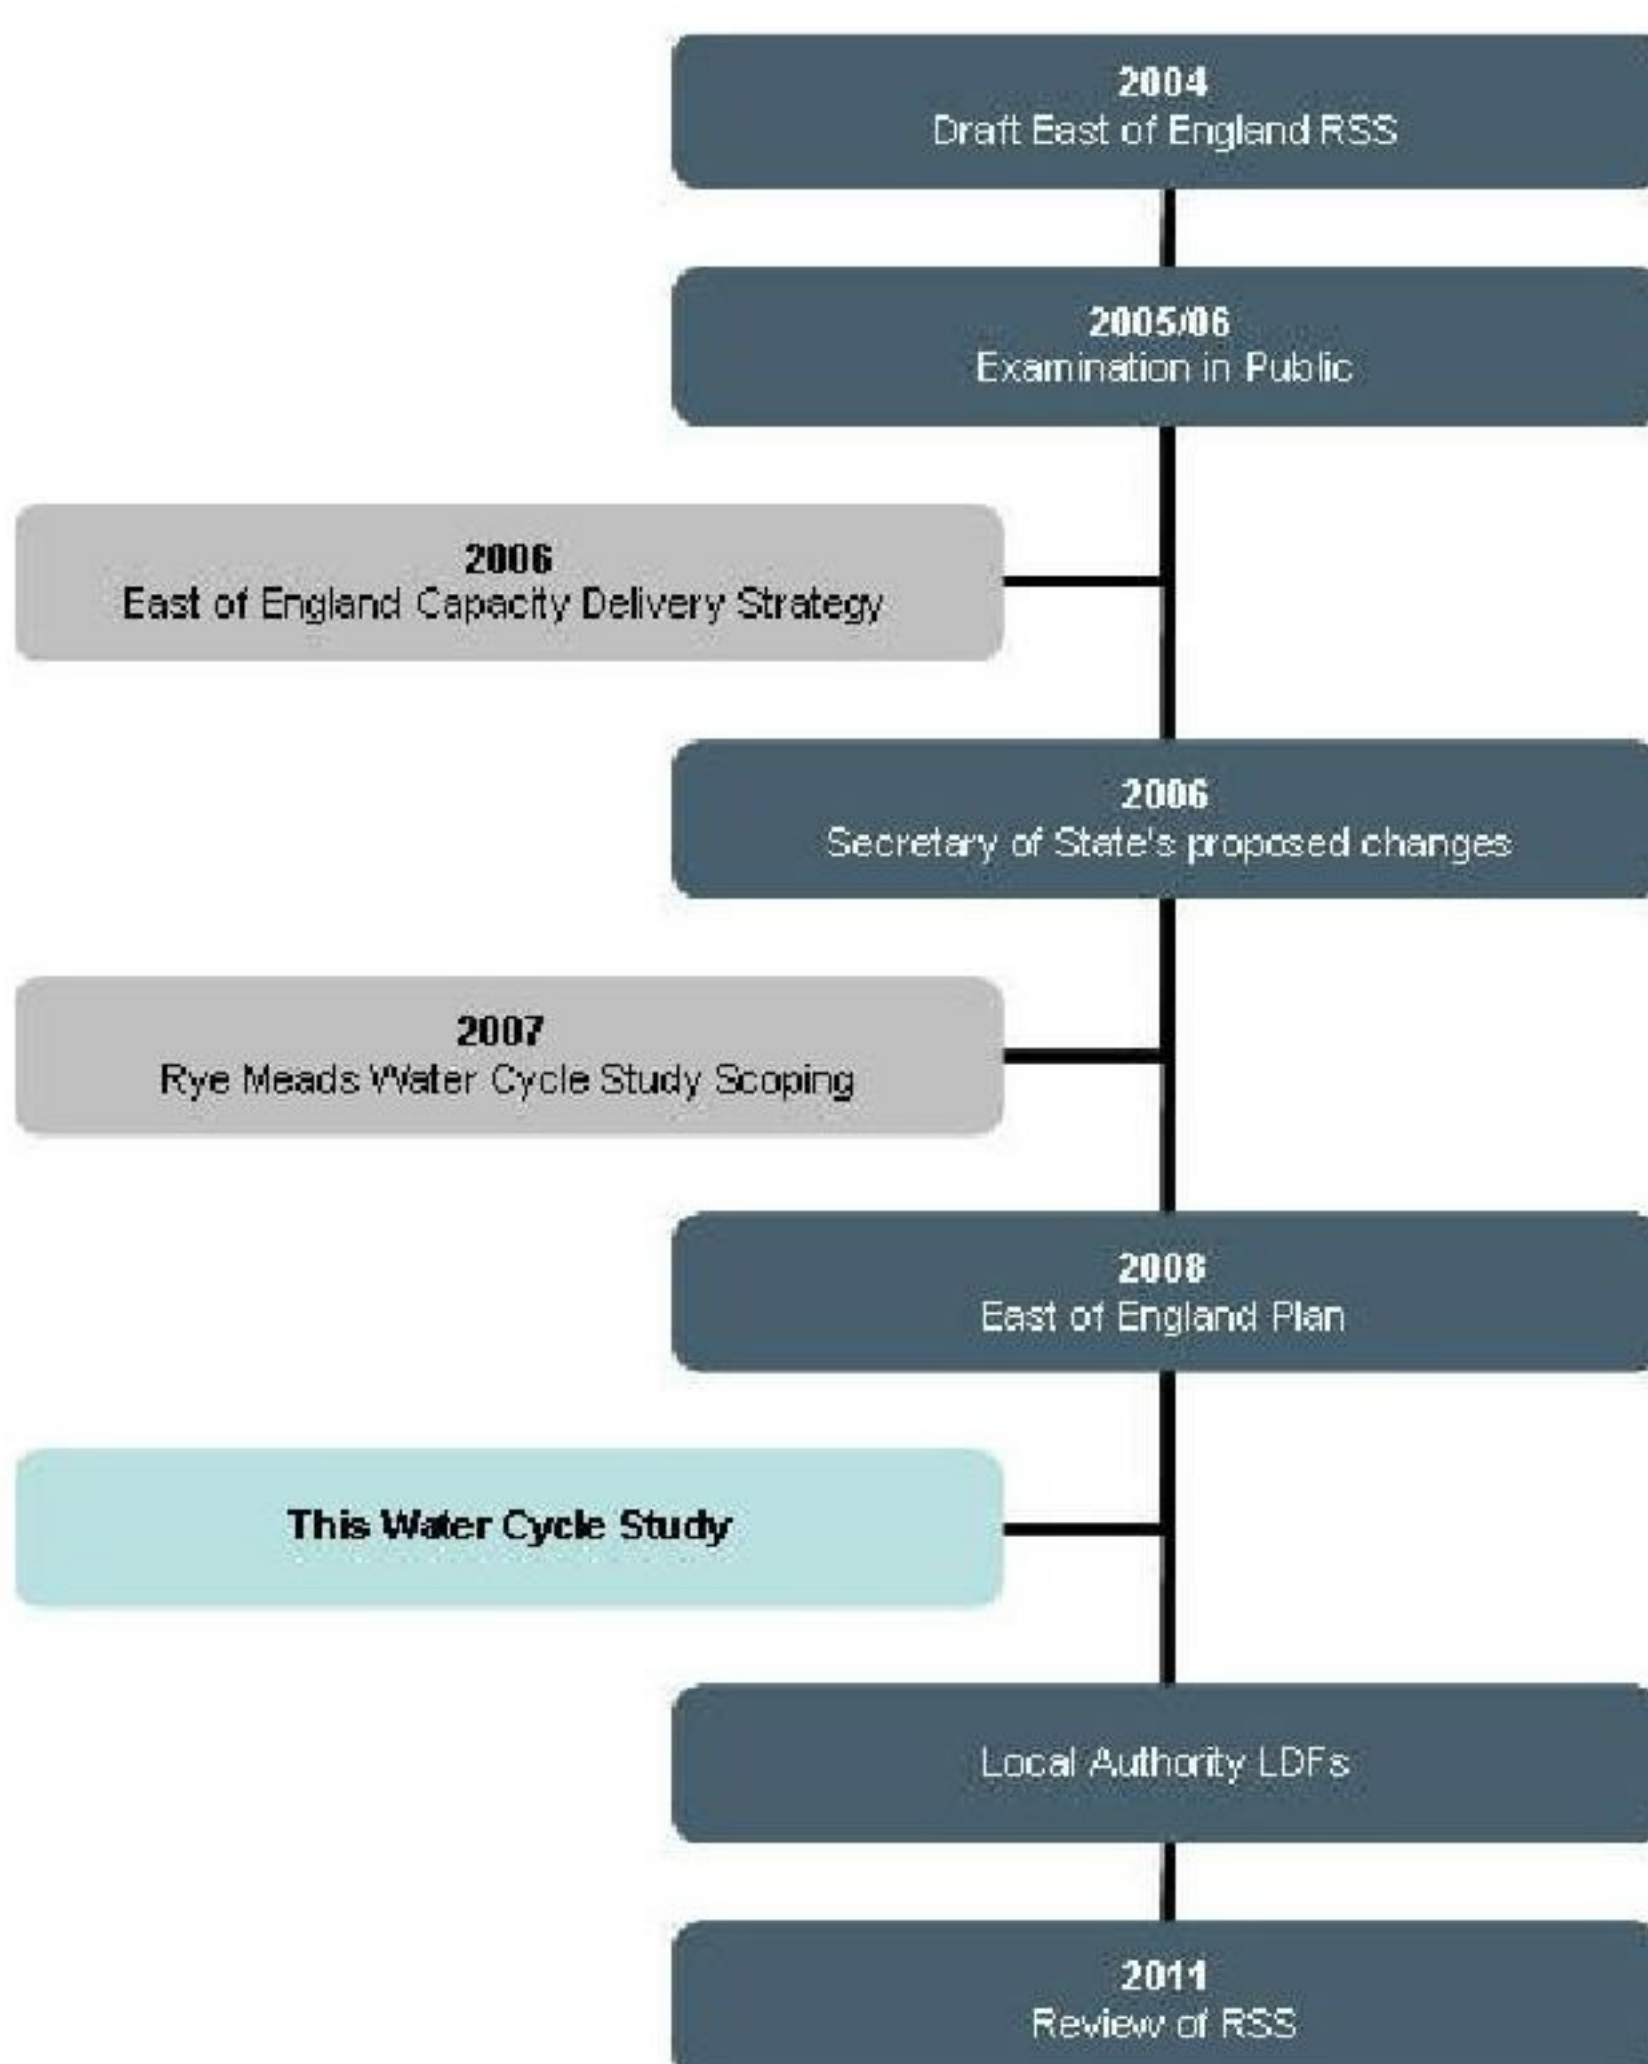 2004
Draft East of England RSS
2005/06
Examination in Public
2006
East of England Capacity Delivery Strategy
2006
Secretary of State's proposed changes
2007
Rye Meads Water Cycle Study Scoping
2008
East of England Plan
This Water Cycle Study
Local Authority LDFs
2011
Review of RSS